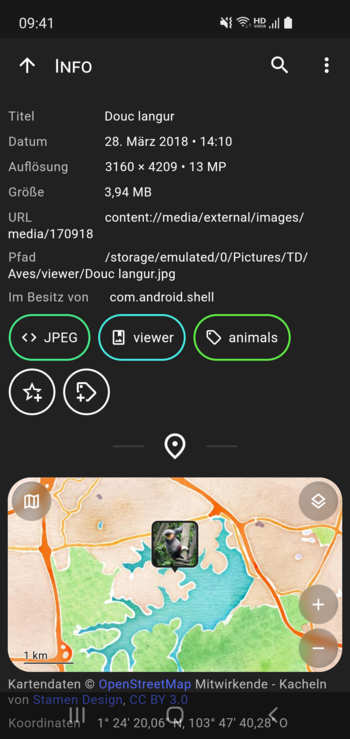 09:41
HD
VOICE
INFO
Titel Douc langur
Datum 28. März 2018 • 14:10
Auflösung 3160 × 4209 • 13 MP
Größe 3,94 MB
URL content://media/external/images/
media/170918
Pfad /storage/emulated/0/Pictures/TD/
Aves/viewer/Douc langur.jpg
Im Besitz von com.android.shell
JPEG viewer animals
1 km
Kartendaten © OpenStreetMap Mitwirkende - Kacheln
von Stamen Design, CC BY 3.0
Koordinaten 1° 24′ 20,06″ N, 103° 47′ 40,28″ O